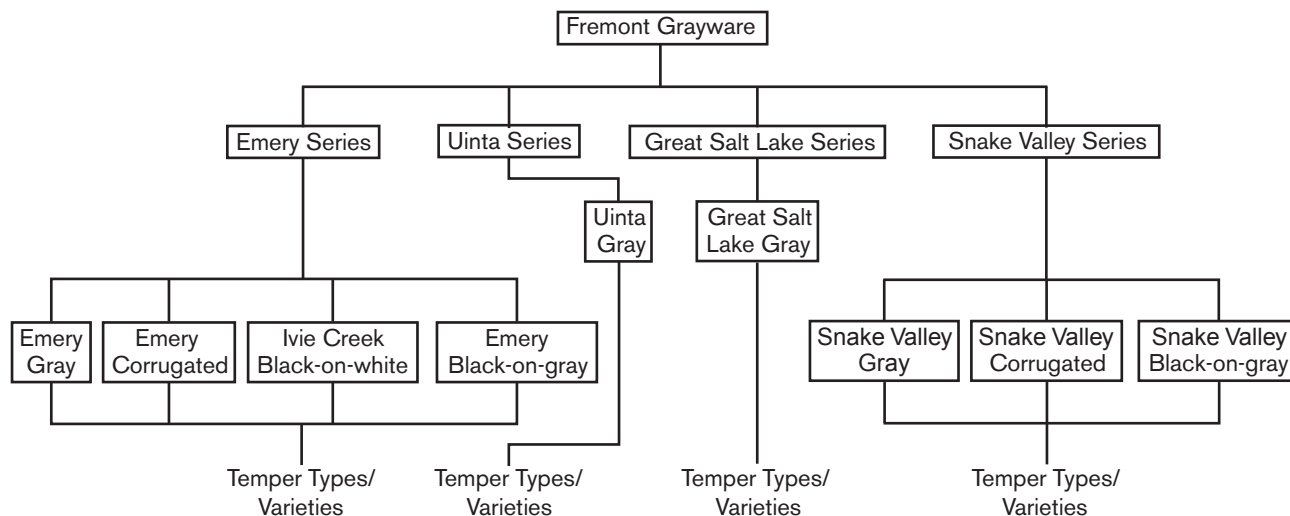 Fremont Grayware
Emery Series
Uinta Series
Great Salt Lake Series
Snake Valley Series
Uinta
Gray
Great Salt
Lake Gray
Emery
Gray
Emery
Corrugated
Ivie Creek
Black-on-white
Emery
Black-on-gray
Snake Valley
Gray
Snake Valley
Corrugated
Snake Valley
Black-on-gray
Temper Types/
Varieties
Temper Types/
Varieties
Temper Types/
Varieties
Temper Types/
Varieties